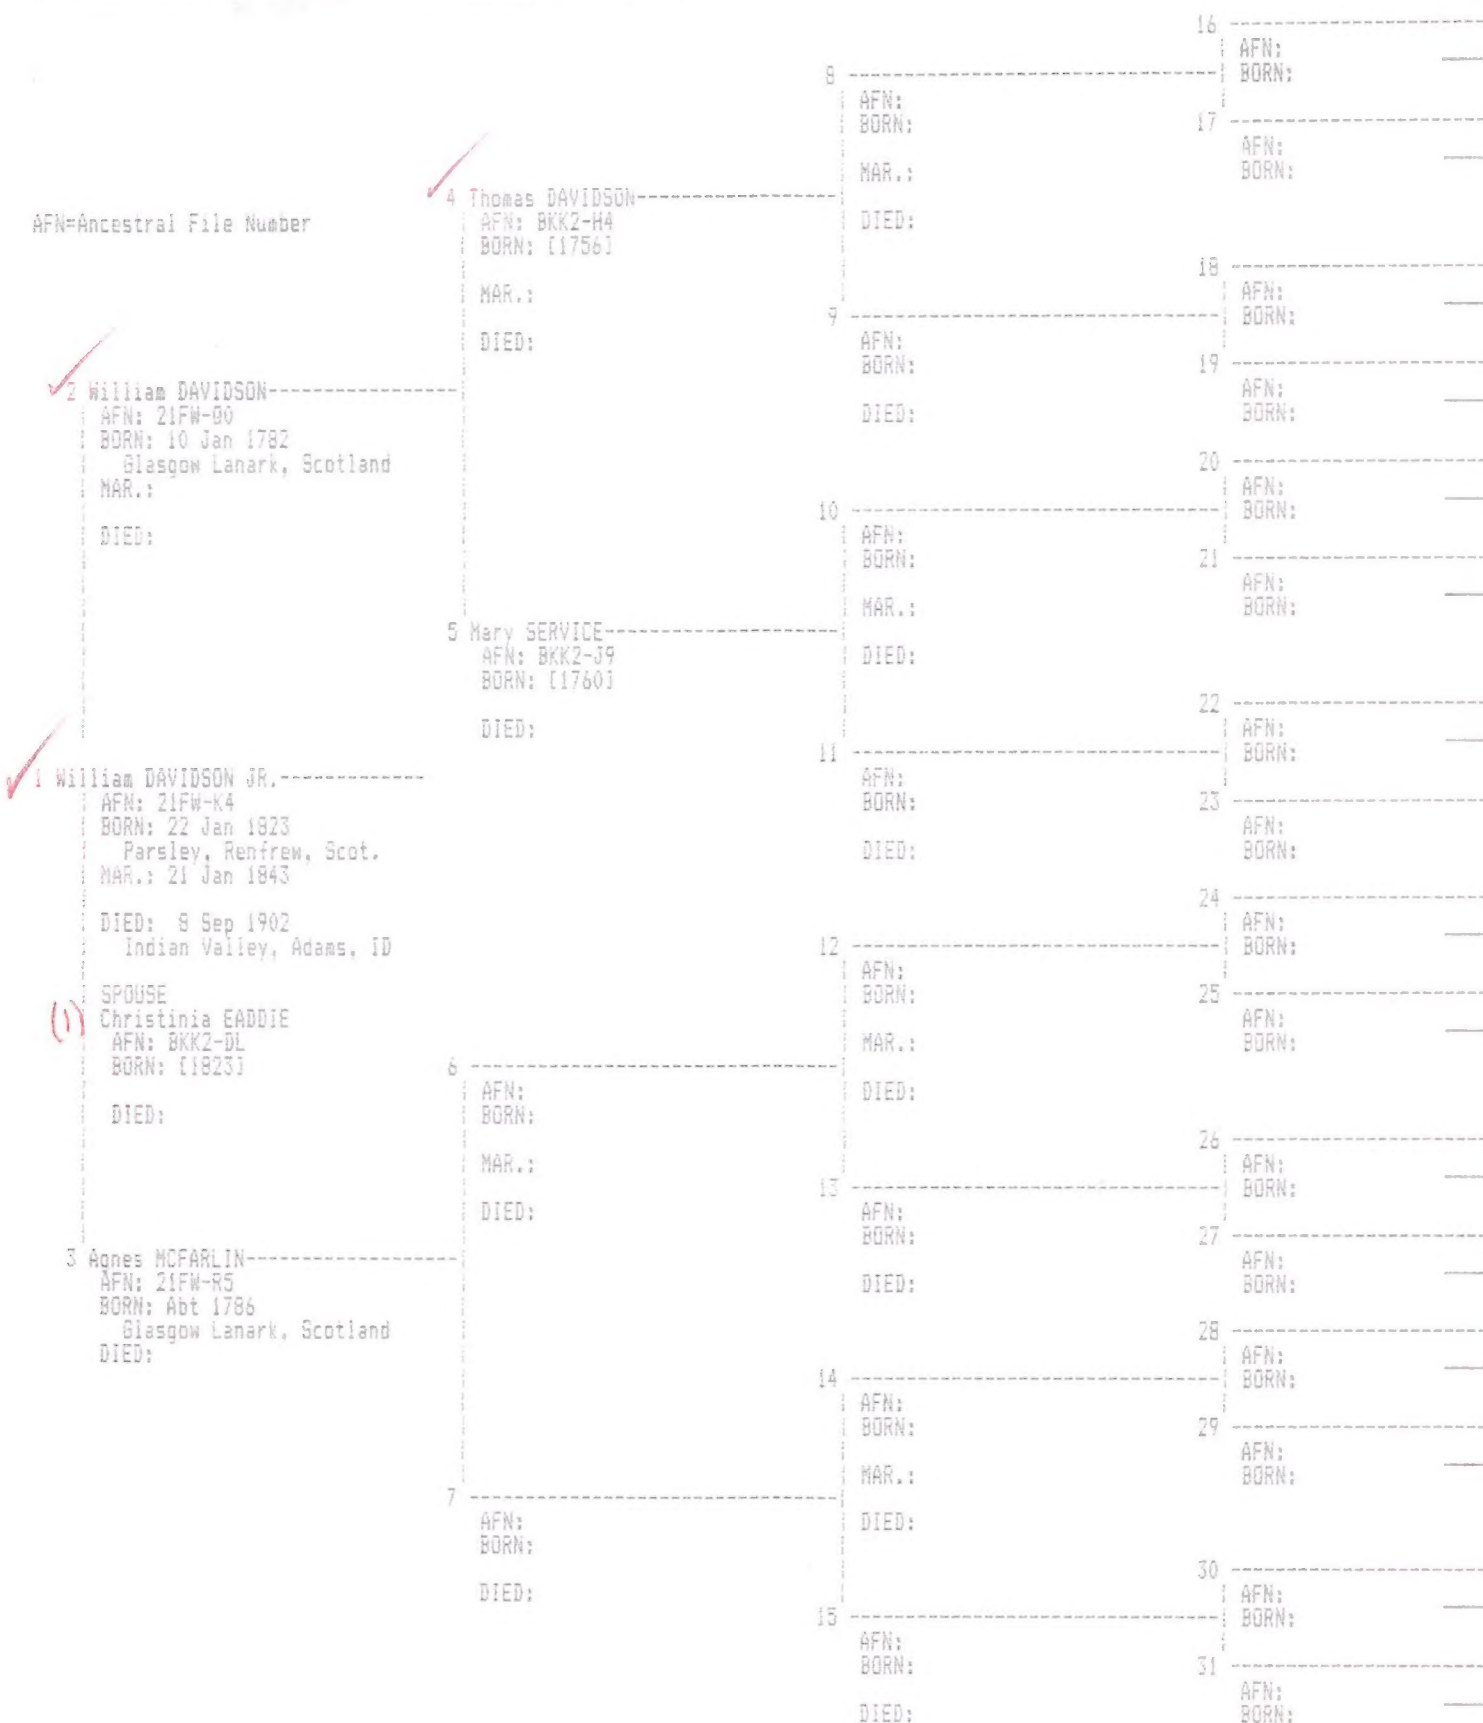 AFN=Ancestral File Number
2 William DAVIDSON
AFN:
BORN: 10 Jan 1782
Glasgow Lanark, Scotland
MAR.:
DIED:
1 William DAVIDSON JR.
AFN: 21FW-K4
BORN: 22 Jan 1823
Parsley, Renfrew, Scot.
MAR.: 21 Jan 1843
DIED: 8 Sep 1902
Indian Valley, Adams, ID
SPOUSE
(1) Christinia EADDIE
AFN: BKK2-DL
BORN: [1823]
DIED:
3 Agnes MCFARLIN
AFN: 21FW-R5
BORN: Abt 1786
Glasgow Lanark, Scotland
DIED:
4 Thomas DAVIDSON
AFN: BKK2-H4
BORN: [1756]
MAR.:
DIED:
5 Mary SERVICE
AFN: BKK2-J9
BORN: [1760]
DIED:
6
AFN:
BORN:
MAR.:
DIED:
7
AFN:
BORN:
DIED:
8
AFN:
BORN:
MAR.:
DIED:
9
AFN:
BORN:
DIED:
10
AFN:
BORN:
MAR.:
DIED:
11
AFN:
BORN:
DIED:
12
AFN:
BORN:
MAR.:
DIED:
13
AFN:
BORN:
DIED:
14
AFN:
BORN:
MAR.:
DIED:
15
AFN:
BORN:
DIED:
16
AFN:
BORN:
17
AFN:
BORN:
18
AFN:
BORN:
19
AFN:
BORN:
20
AFN:
BORN:
21
AFN:
BORN:
22
AFN:
BORN:
23
AFN:
BORN:
24
AFN:
BORN:
25
AFN:
BORN:
26
AFN:
BORN:
27
AFN:
BORN:
28
AFN:
BORN:
29
AFN:
BORN:
30
AFN:
BORN:
31
AFN:
BORN: